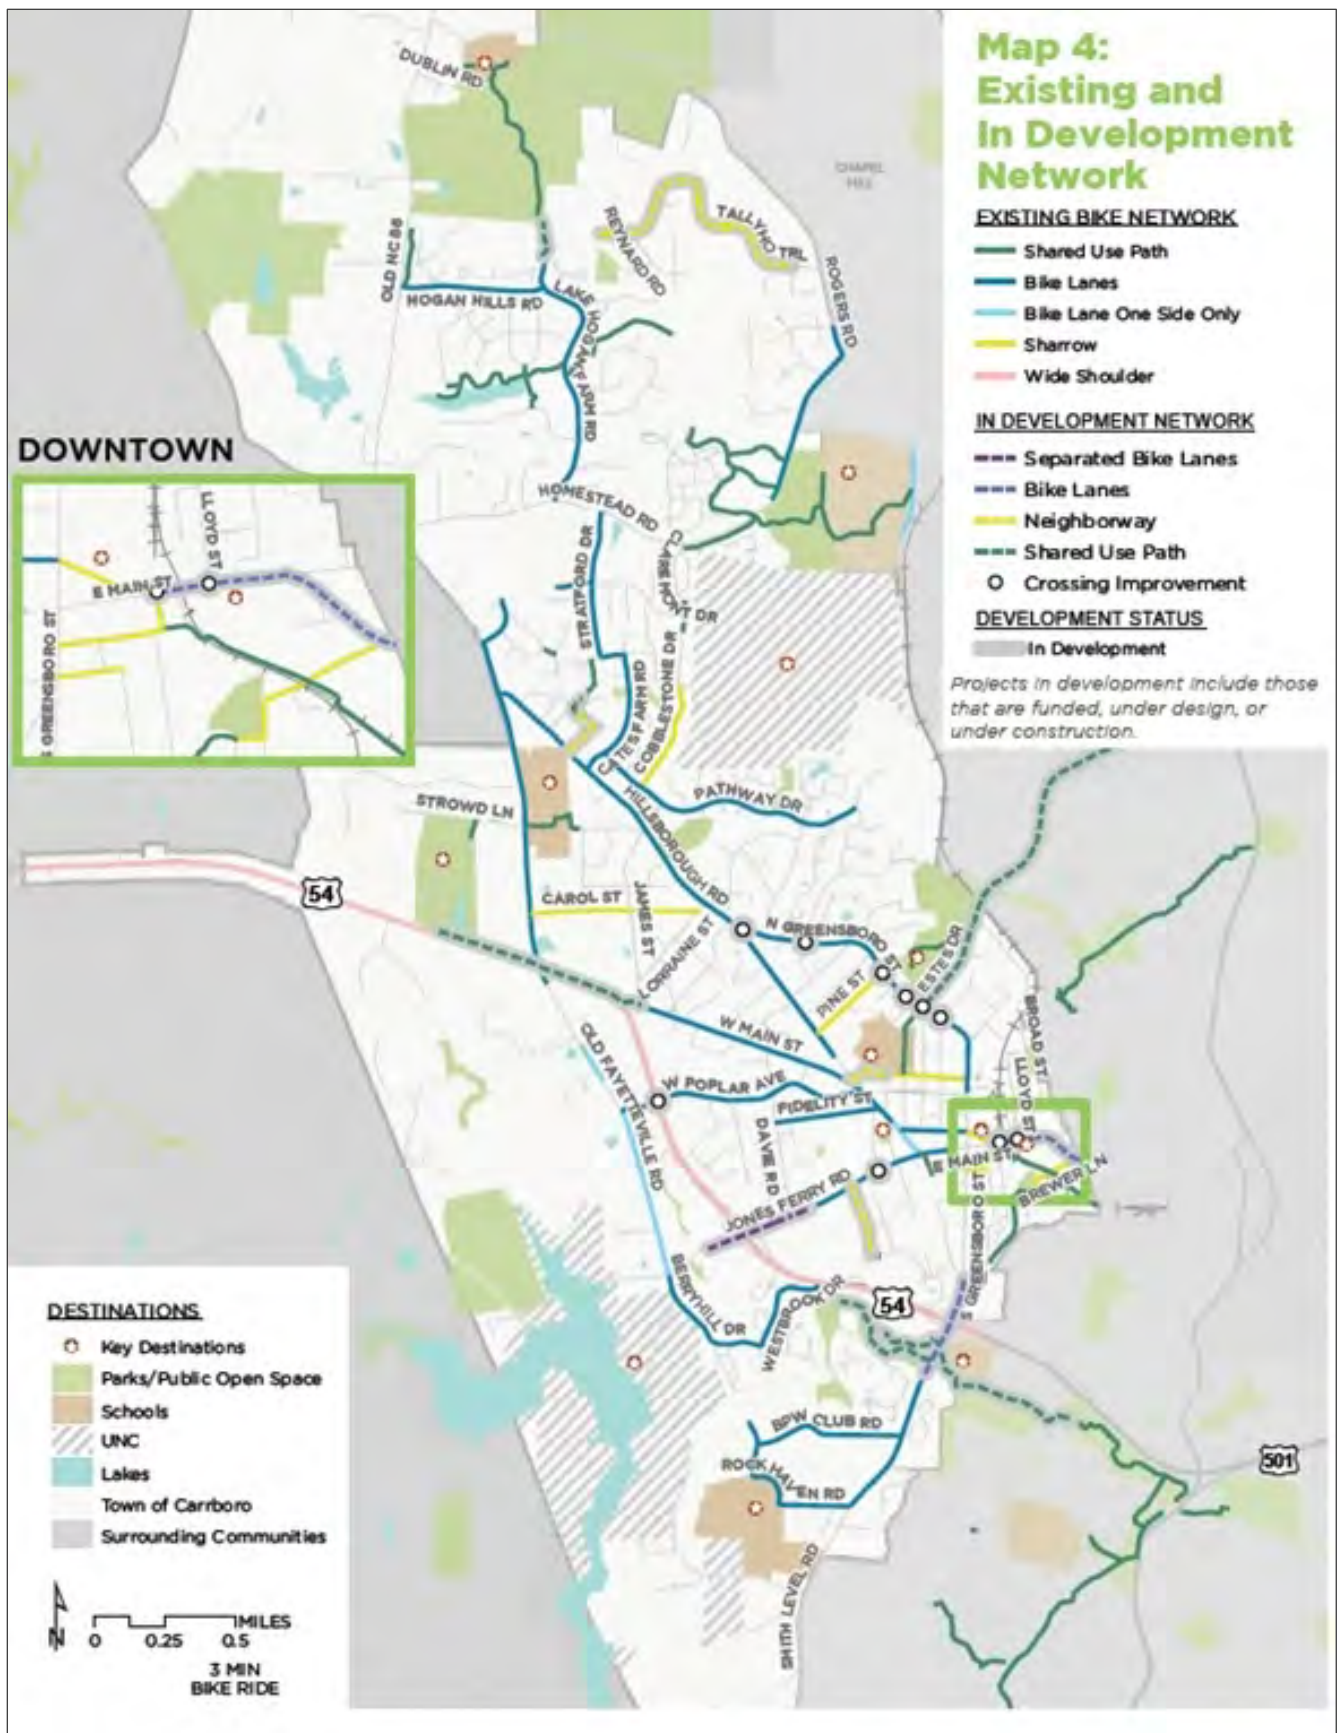 Map 4:
Existing and
In Development
Network
EXISTING BIKE NETWORK
Shared Use Path
Bike Lanes
Bike Lane One Side Only
Sharrow
Wide Shoulder
IN DEVELOPMENT NETWORK
Separated Bike Lanes
Bike Lanes
Neighborway
Shared Use Path
Crossing Improvement
DEVELOPMENT STATUS
In Development
Projects in development include those
that are funded, under design, or
under construction.
DUBLIN RD
CHAPEL
HILL
OLD NC86
HOGAN HILLS RD
LAKE HOGAN FARM RD
REYNARD RD
TALLYHO TRL
ROGERS RD
HOMESTEAD RD
CLAREMONT DR
STRATFORD DR
CATES FARM RD
COBBLESTONE DR
PATHWAY DR
HILLSBOROUGH RD
STROWD LN
54
CAROL ST
JAMES ST
LORRAINE ST
N GREENSBORO ST
ESTES DR
PINE ST
W MAIN ST
BROAD ST
LLOYD ST
OLD FAYETTEVILLE RD
W POPLAR AVE
FIDELITY ST
DAVIE RD
E MAIN ST
BREWER LN
JONES FERRY RD
S GREENSBORO ST
BERRYHILL DR
WESTBROOK DR
54
BPW CLUB RD
ROCK HAVEN RD
SMITH LEVEL RD
501
DOWNTOWN
LLOYD ST
E MAIN ST
S GREENSBORO ST
DESTINATIONS
Key Destinations
Parks/Public Open Space
Schools
UNC
Lakes
Town of Carrboro
Surrounding Communities
N
MILES
0 0.25 0.5
3 MIN
BIKE RIDE